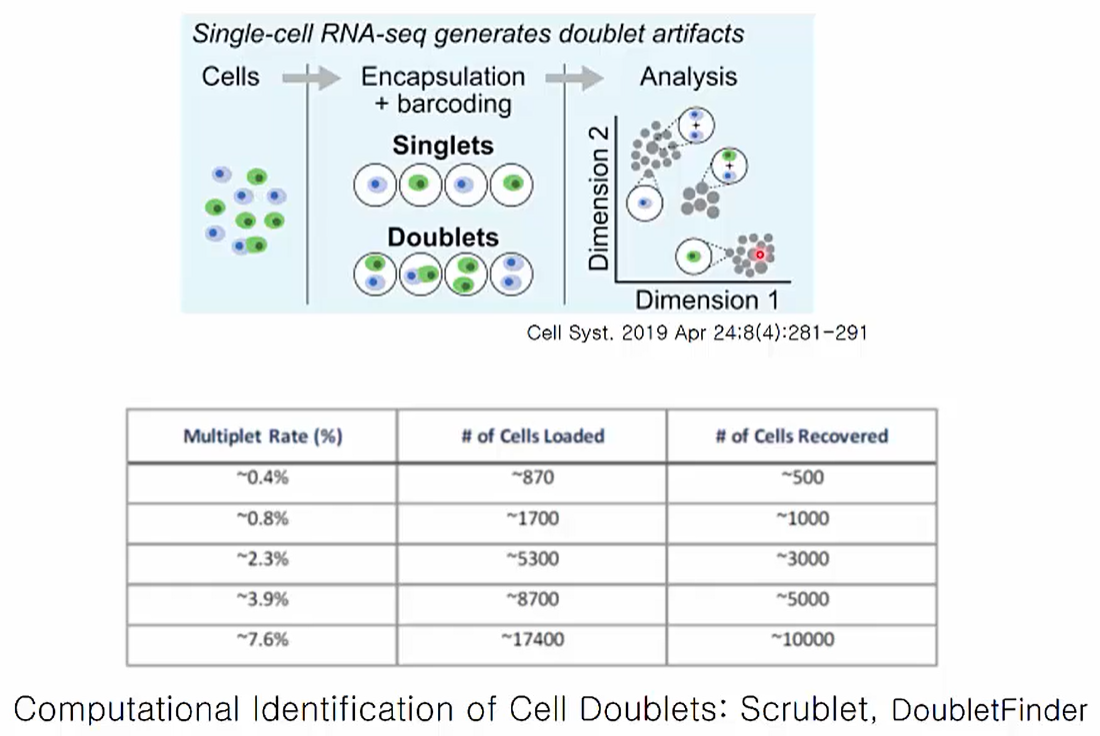 Single-cell RNA-seq generates doublet artifacts
Cells
Encapsulation
+ barcoding
Analysis
Singlets
Doublets
Dimension 2
Dimension 1
+
+
Cell Syst. 2019 Apr 24;8(4):281-291
Multiplet Rate (%) # of Cells Loaded # of Cells Recovered
~0.4% ~870 ~500
~0.8% ~1700 ~1000
~2.3% ~5300 ~3000
~3.9% ~8700 ~5000
~7.6% ~17400 ~10000
Computational Identification of Cell Doublets: Scrublet, DoubletFinder